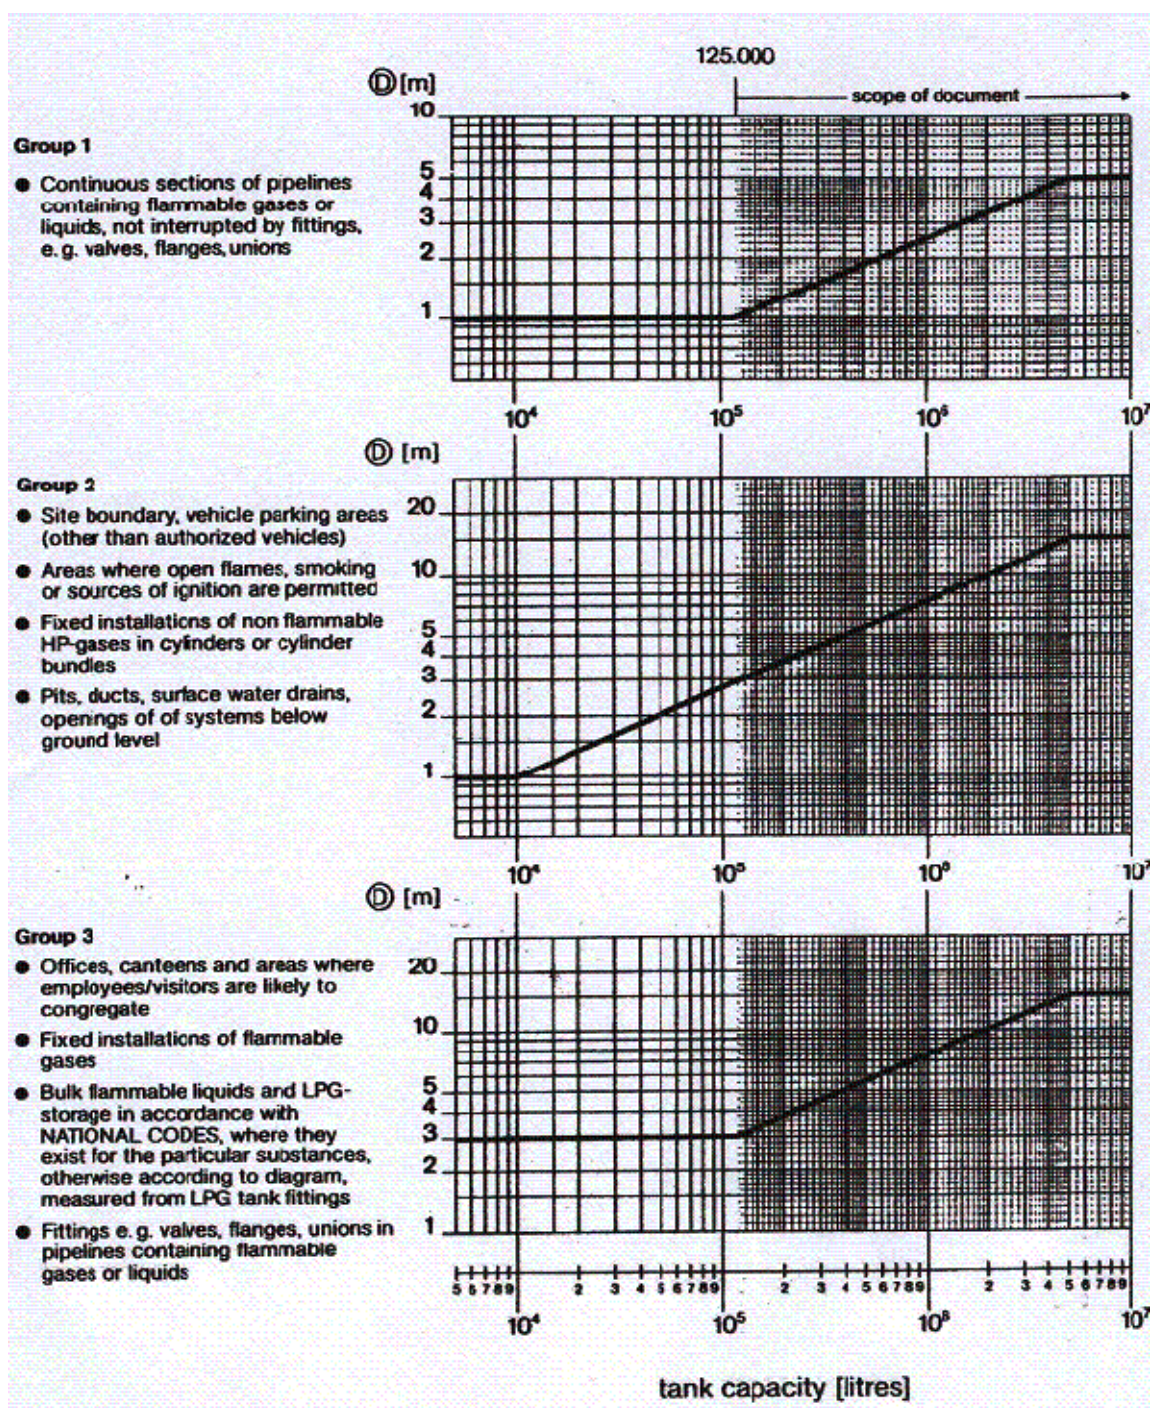 125.000
Ⓓ [m]
scope of document
10
5
4
3
2
1
Group 1
● Continuous sections of pipelines
containing flammable gases or
liquids, not interrupted by fittings,
e. g. valves, flanges, unions
10⁴ 10⁵ 10⁶ 10⁷
Ⓓ [m]
20
10
5
4
3
2
1
Group 2
● Site boundary, vehicle parking areas
(other than authorized vehicles)
● Areas where open flames, smoking
or sources of ignition are permitted
● Fixed installations of non flammable
HP-gases in cylinders or cylinder
bundles
● Pits, ducts, surface water drains,
openings of of systems below
ground level
10⁴ 10⁵ 10⁶ 10⁷
Ⓓ [m]
20
10
5
4
3
2
1
Group 3
● Offices, canteens and areas where
employees/visitors are likely to
congregate
● Fixed installations of flammable
gases
● Bulk flammable liquids and LPG-
storage in accordance with
NATIONAL CODES, where they
exist for the particular substances,
otherwise according to diagram,
measured from LPG tank fittings
● Fittings e. g. valves, flanges, unions in
pipelines containing flammable
gases or liquids
5 6 7 8 9 2 3 4 5 6 7 8 9 2 3 4 5 6 7 8 9 2 3 4 5 6 7 8 9
10⁴ 10⁵ 10⁶ 10⁷
tank capacity [litres]